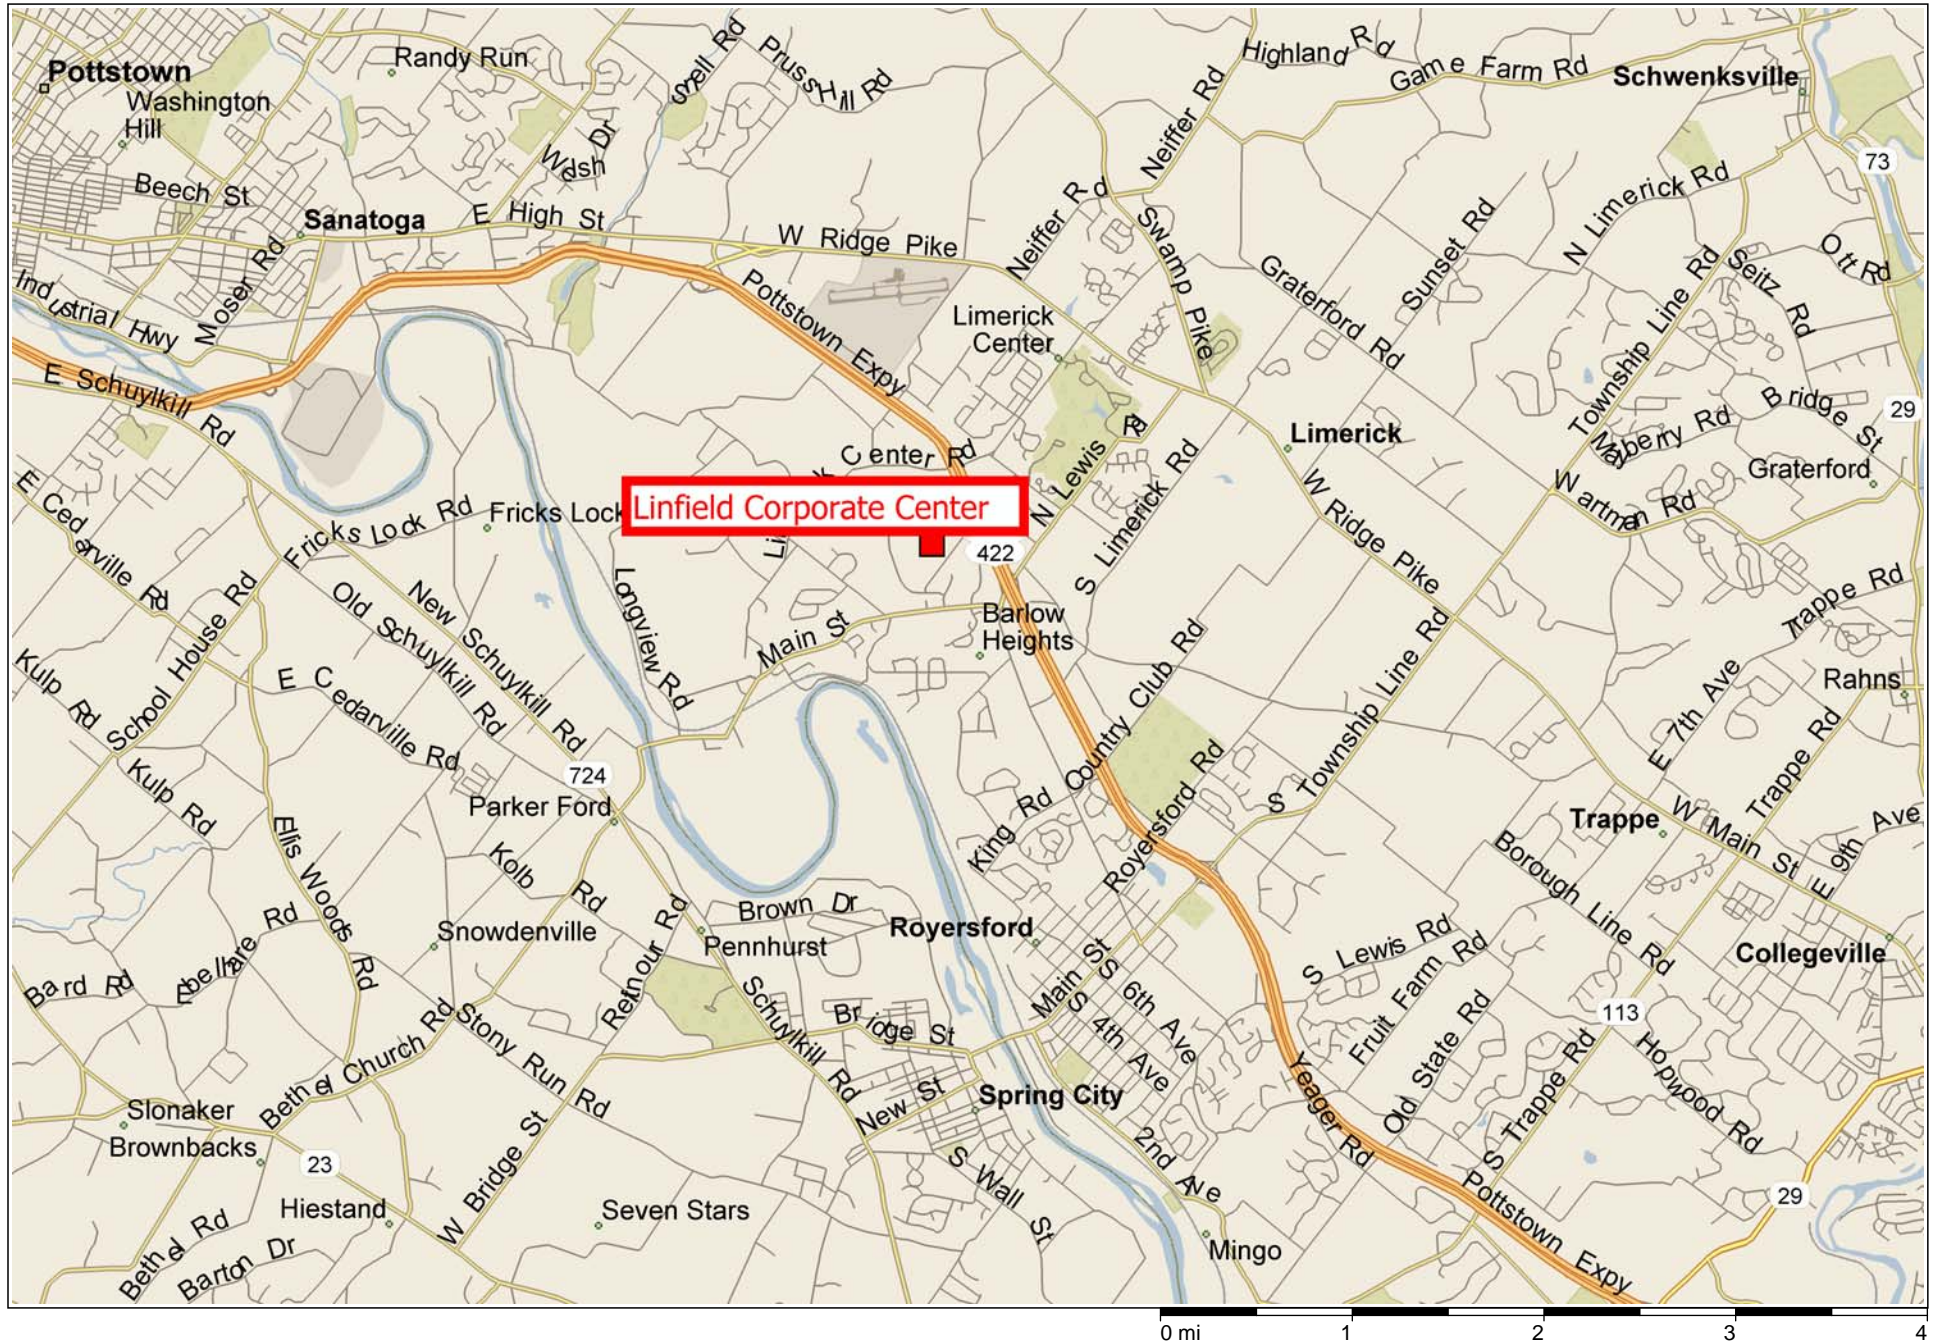 Pottstown
Randy Run
Snell Rd
Pruss Hill Rd
Highland Rd
Game Farm Rd
Schwenksville
Washington
Hill
Welsh Dr
Neiffer Rd
73
Beech St
Sanatoga
E High St
W Ridge Pike
Neiffer Rd
Swamp Pike
N Limerick Rd
Sunset Rd
Ott Rd
Seitz Rd
Industrial Hwy
Moser Rd
Pottstown Expy
Limerick
Center
Graterford Rd
Township Line Rd
E Schuylkill Rd
Bridge St
29
Mayberry Rd
Center Rd
N Lewis Rd
S Limerick Rd
Limerick
Graterford
Wartman Rd
E Cedarville Rd
Fricks Lock Rd
Fricks Lock
Linfield Corporate Center
422
W Ridge Pike
Old Schuylkill Rd
New Schuylkill Rd
Longview Rd
Main St
Barlow
Heights
Trappe Rd
Kulp Rd
School House Rd
E Cedarville Rd
Country Club Rd
S Township Line Rd
E 7th Ave
Rahns
Kulp Rd
724
Parker Ford
King Rd
Royersford Rd
Trappe
W Main St
Trappe Rd
E 9th Ave
Ellis Woods Rd
Kolb Rd
Borough Line Rd
Ebelhare Rd
Snowdenville
Brown Dr
Pennhurst
Royersford
Collegeville
Bard Rd
Reinour Rd
Schuylkill Rd
Bridge St
Main St
S 6th Ave
S 4th Ave
S Lewis Rd
Fruit Farm Rd
Old State Rd
113
Hopwood Rd
Stony Run Rd
Bethel Church Rd
Slonaker
Brownbacks
New St
Spring City
Yeager Rd
S Trappe Rd
23
2nd Ave
29
Hiestand
W Bridge St
Seven Stars
S Wall St
Pottstown Expy
Bethel Rd
Barton Dr
Mingo
0 mi 1 2 3 4